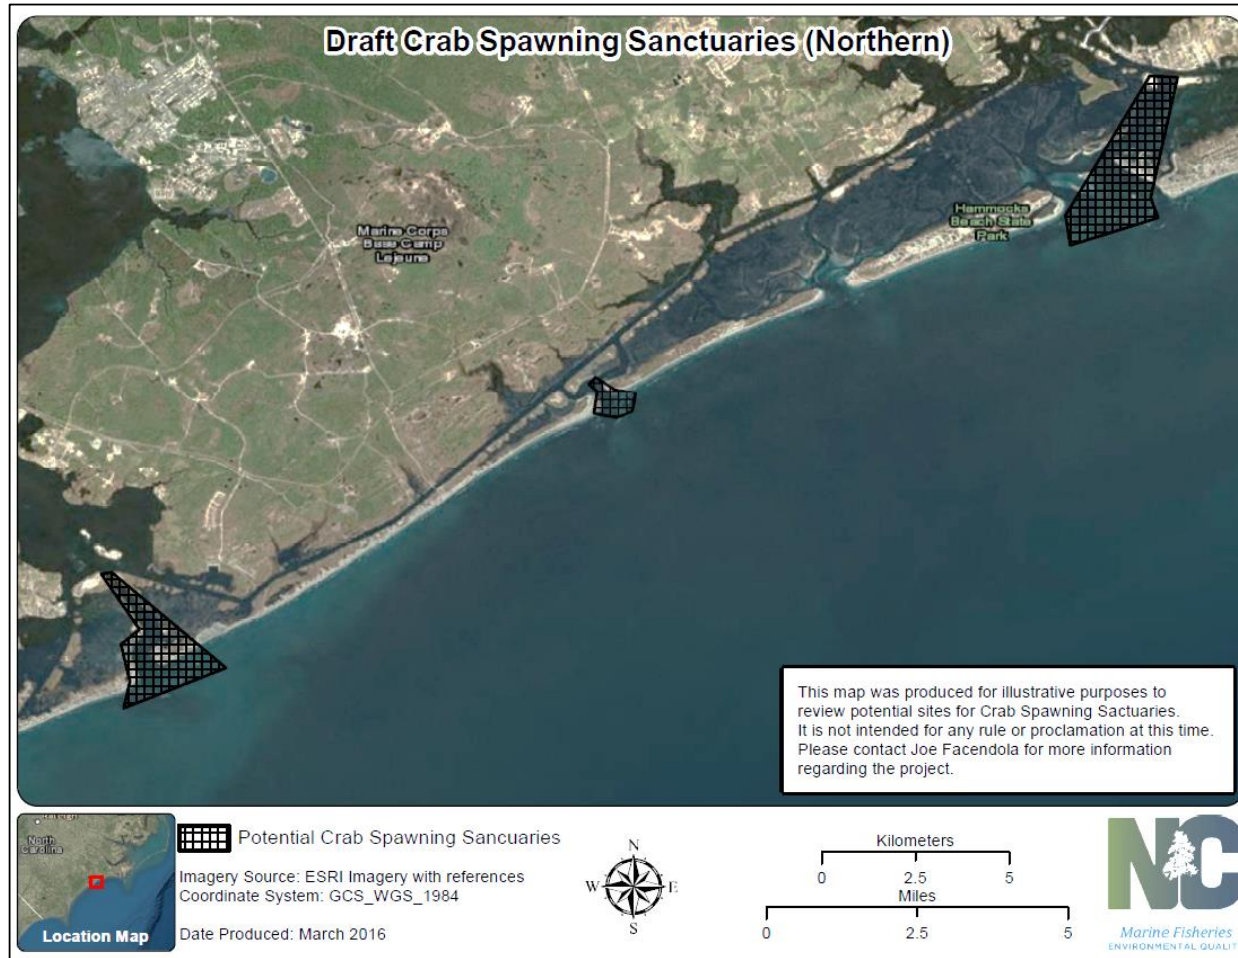 Draft Crab Spawning Sanctuaries (Northern)
Hammocks
Beach State
Park
Marine Corps
Base Camp
Lejeune
This map was produced for illustrative purposes to
review potential sites for Crab Spawning Sactuaries.
It is not intended for any rule or proclamation at this time.
Please contact Joe Facendola for more information
regarding the project.
Raleigh
North
Carolina
Location Map
Potential Crab Spawning Sancuaries
Imagery Source: ESRI Imagery with references
Coordinate System: GCS_WGS_1984
Date Produced: March 2016
N
W E
S
Kilometers
0 2.5 5
Miles
0 2.5 5
NC
Marine Fisheries
ENVIRONMENTAL QUALITY